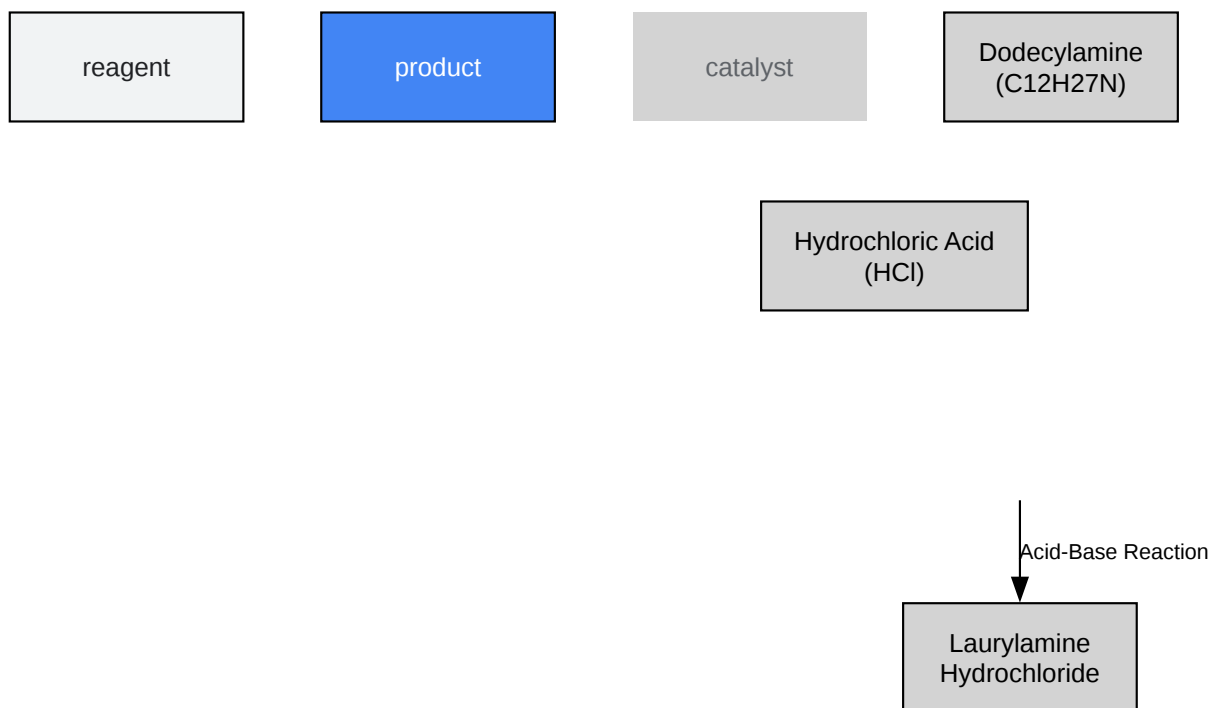 reagent
product
catalyst
Dodecylamine
(C12H27N)
Hydrochloric Acid
(HCl)
Acid-Base Reaction
Laurylamine
Hydrochloride